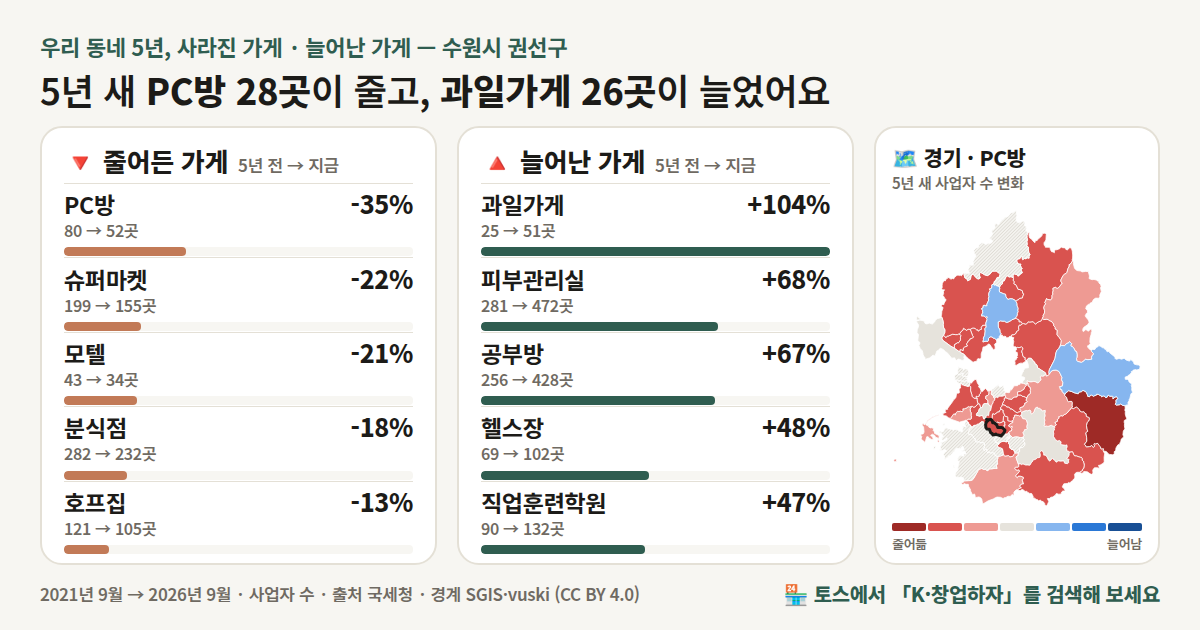 우리 동네 5년, 사라진 가게 · 늘어난 가게 — 수원시 권선구
5년 새 PC방 28곳이 줄고, 과일가게 26곳이 늘었어요
줄어든 가게 5년 전 → 지금
PC방 -35%
80 → 52곳
슈퍼마켓 -22%
199 → 155곳
모텔 -21%
43 → 34곳
분식점 -18%
282 → 232곳
호프집 -13%
121 → 105곳
늘어난 가게 5년 전 → 지금
과일가게 +104%
25 → 51곳
피부관리실 +68%
281 → 472곳
공부방 +67%
256 → 428곳
헬스장 +48%
69 → 102곳
직업훈련학원 +47%
90 → 132곳
경기 · PC방
5년 새 사업자 수 변화
줄어듦 늘어남
2021년 9월 → 2026년 9월 · 사업자 수 · 출처 국세청 · 경계 SGIS·vuski (CC BY 4.0)
토스에서 「K·창업하자」를 검색해 보세요